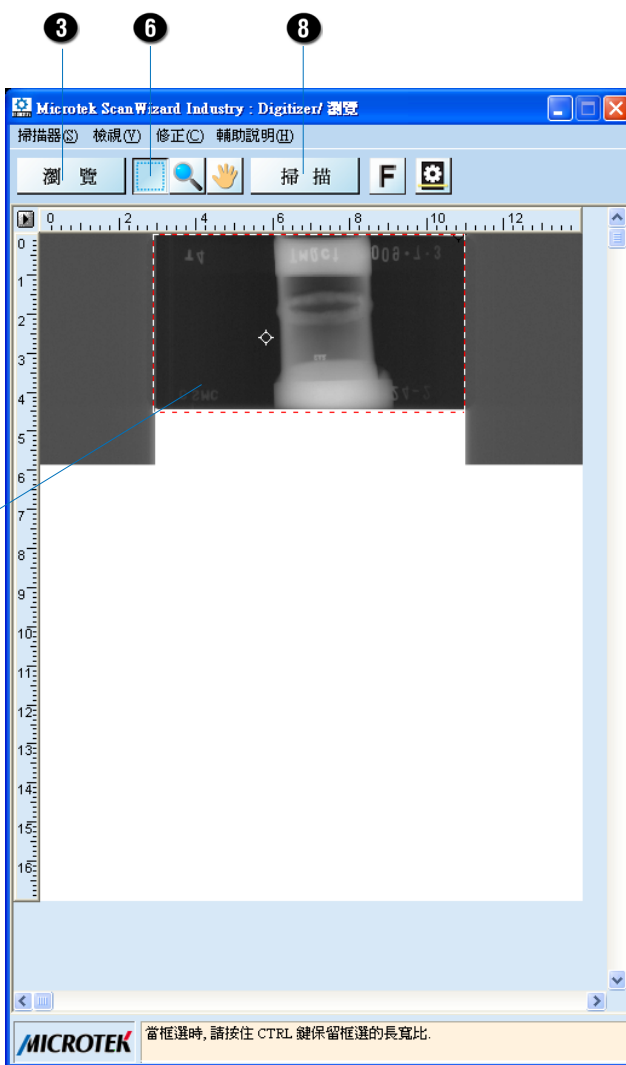 3 6 8
Microtek ScanWizard Industry : Digitizer/ 瀏覽
掃描器(S) 檢視(V) 修正(C) 輔助說明(H)
瀏 覽 掃 描 F
0 2 4 6 8 10 12
0
1
2
3
4
5
6
7
8
9
10
11
12
13
14
15
16
MICROTEK
當框選時, 請按住 CTRL 鍵保留框選的長寬比.